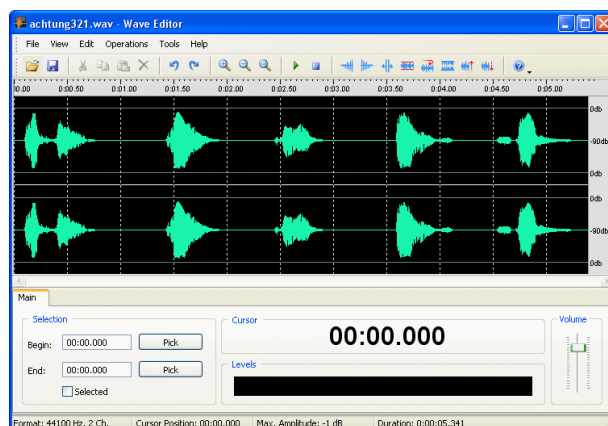 achtung321.wav - Wave Editor
File View Edit Operations Tools Help
00.00 0:00.50 0:01.00 0:01.50 0:02.00 0:02.50 0:03.00 0:03.50 0:04.00 0:04.50 0:05.00
0db
-90db
0db
0db
-90db
0db
Main
Selection
Begin: 00:00.000 Pick
End: 00:00.000 Pick
Selected
Cursor
00:00.000
Levels
Volume
Format: 44100 Hz, 2 Ch. Cursor Position: 00:00.000 Max. Amplitude: -1 dB Duration: 0:00:05.341